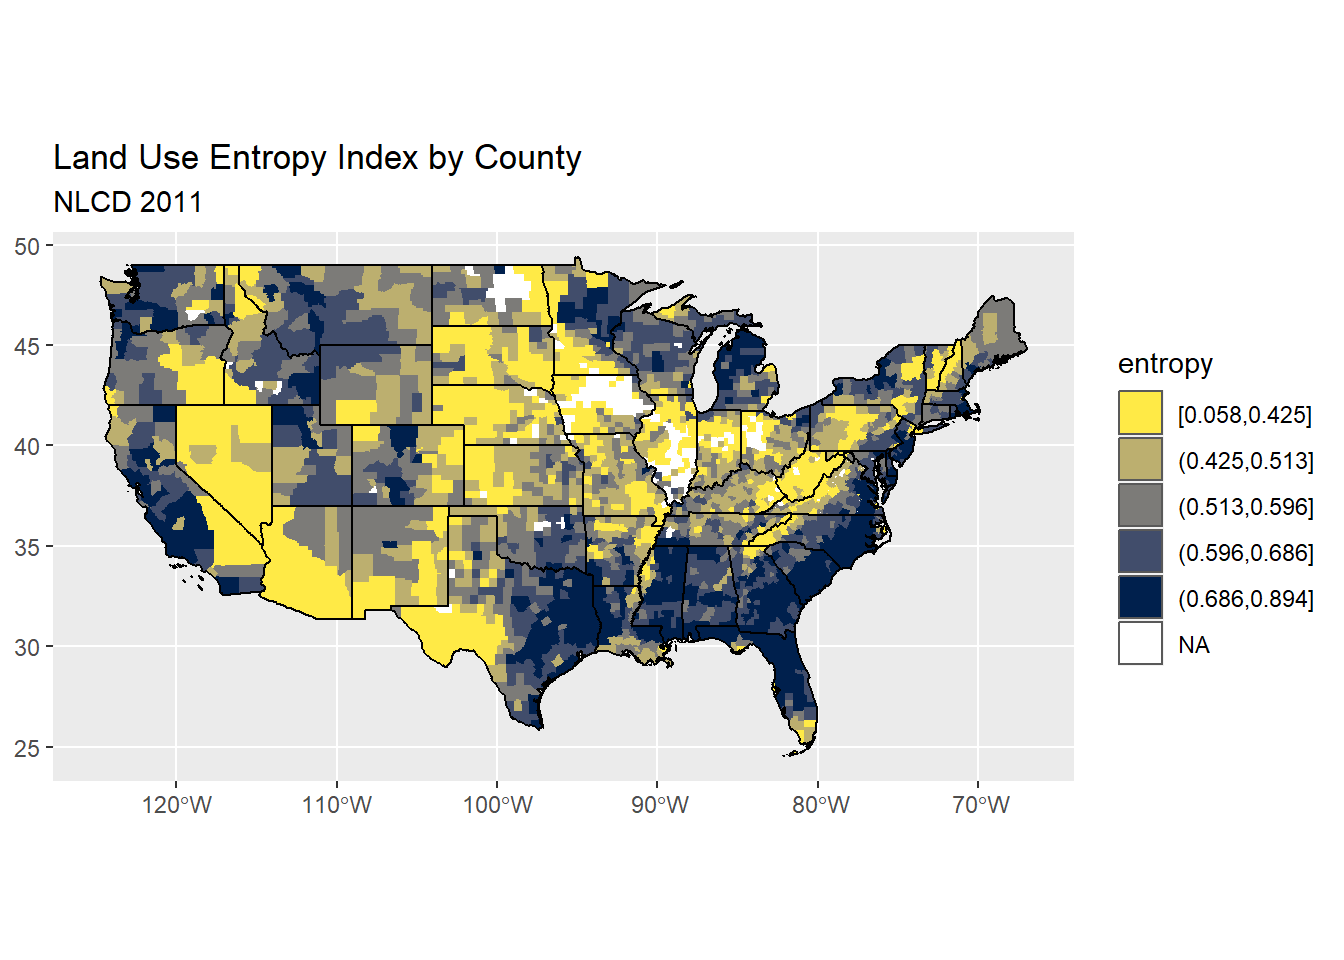 Land Use Entropy Index by County
NLCD 2011
50
45
40
35
30
25
120°W 110°W 100°W 90°W 80°W 70°W
entropy
[0.058,0.425]
(0.425,0.513]
(0.513,0.596]
(0.596,0.686]
(0.686,0.894]
NA